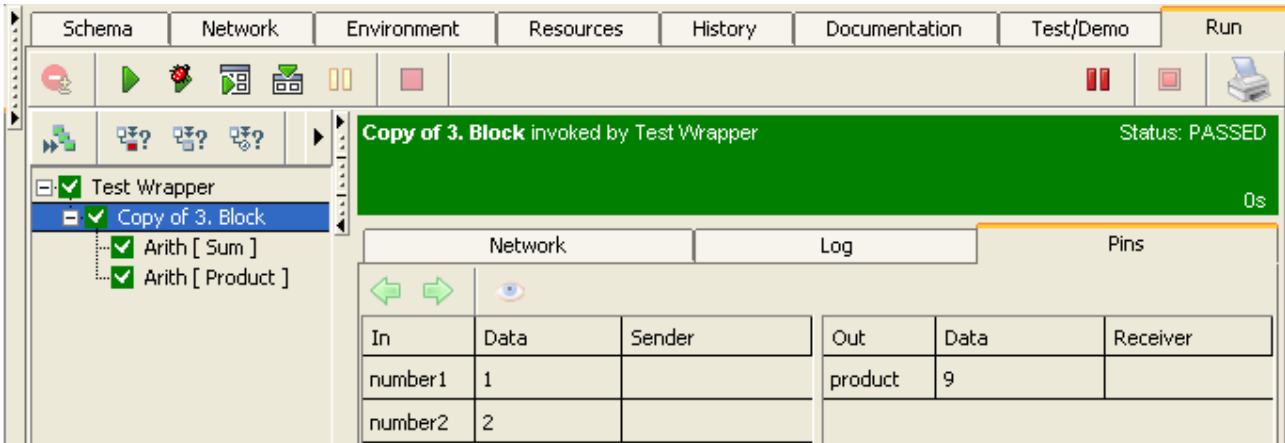 Schema Network Environment Resources History Documentation Test/Demo Run
Copy of 3. Block invoked by Test Wrapper Status: PASSED
0s
Test Wrapper
Copy of 3. Block
Arith [ Sum ]
Arith [ Product ]
Network Log Pins
In Data Sender Out Data Receiver
number1 1 product 9
number2 2